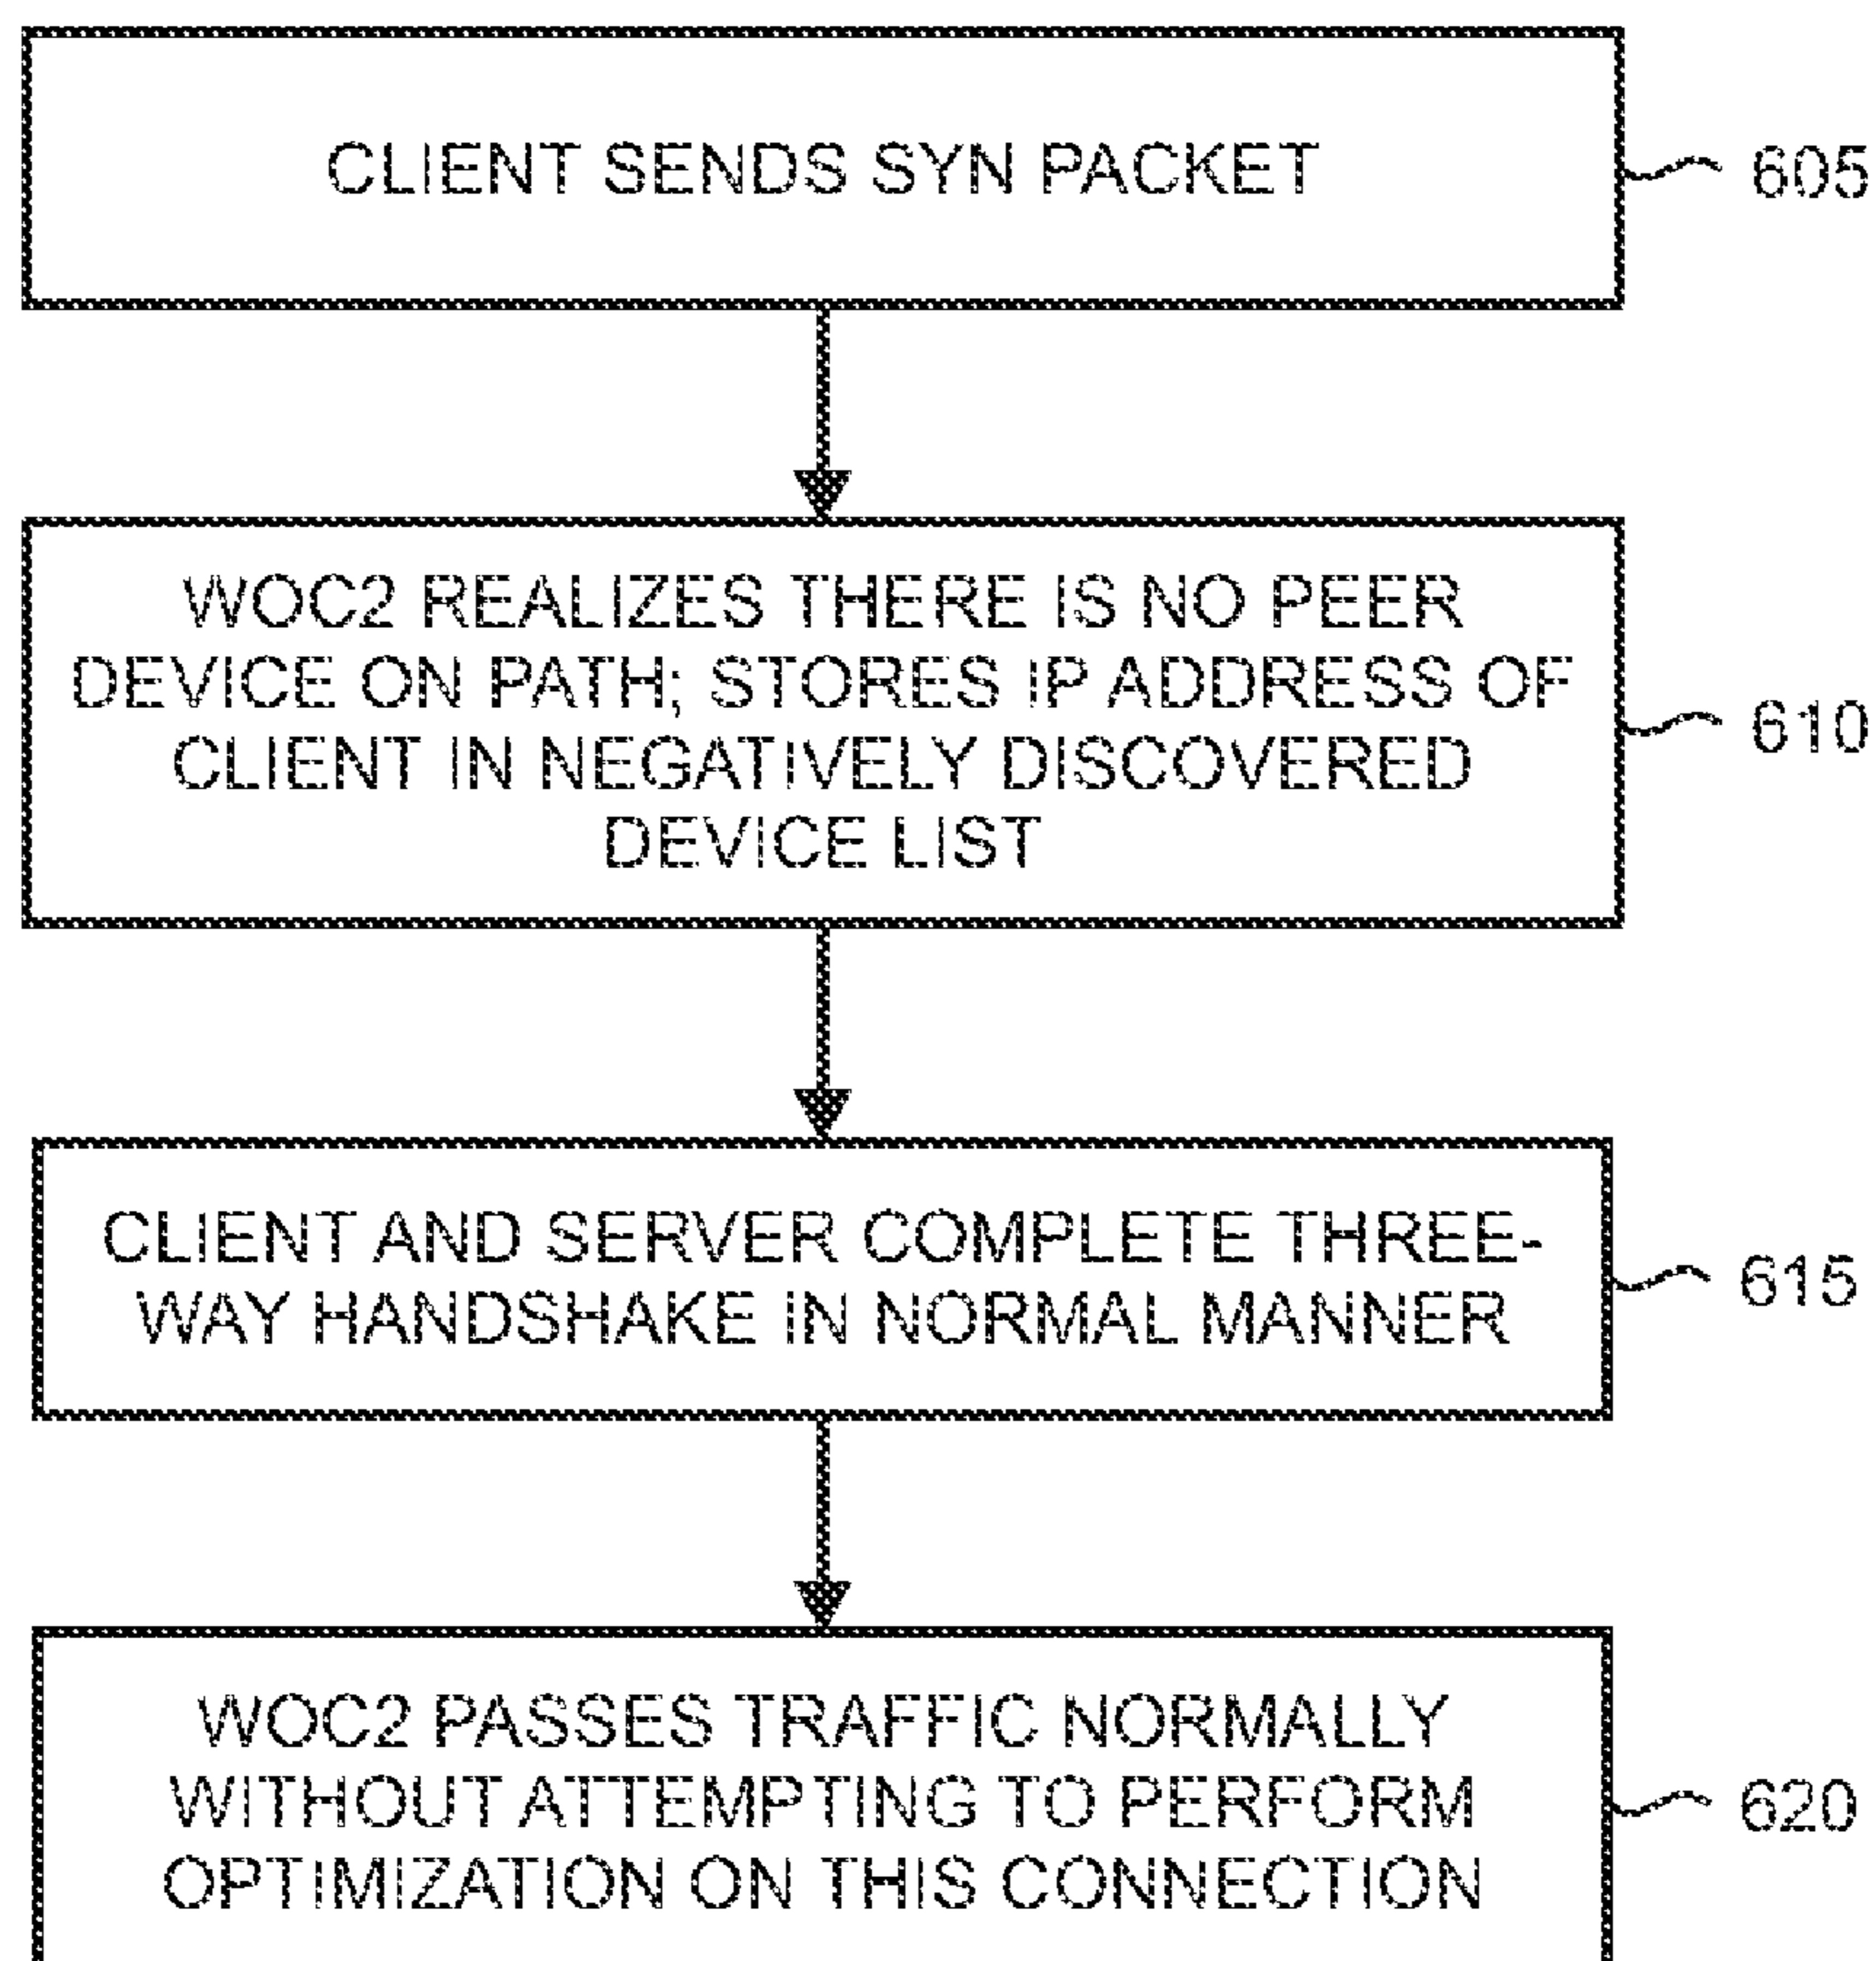 CLIENT SENDS SYN PACKET
605
WOC2 REALIZES THERE IS NO PEER
DEVICE ON PATH; STORES IP ADDRESS OF
CLIENT IN NEGATIVELY DISCOVERED
DEVICE LIST
610
CLIENT AND SERVER COMPLETE THREE-
WAY HANDSHAKE IN NORMAL MANNER
615
WOC2 PASSES TRAFFIC NORMALLY
WITHOUT ATTEMPTING TO PERFORM
OPTIMIZATION ON THIS CONNECTION
620